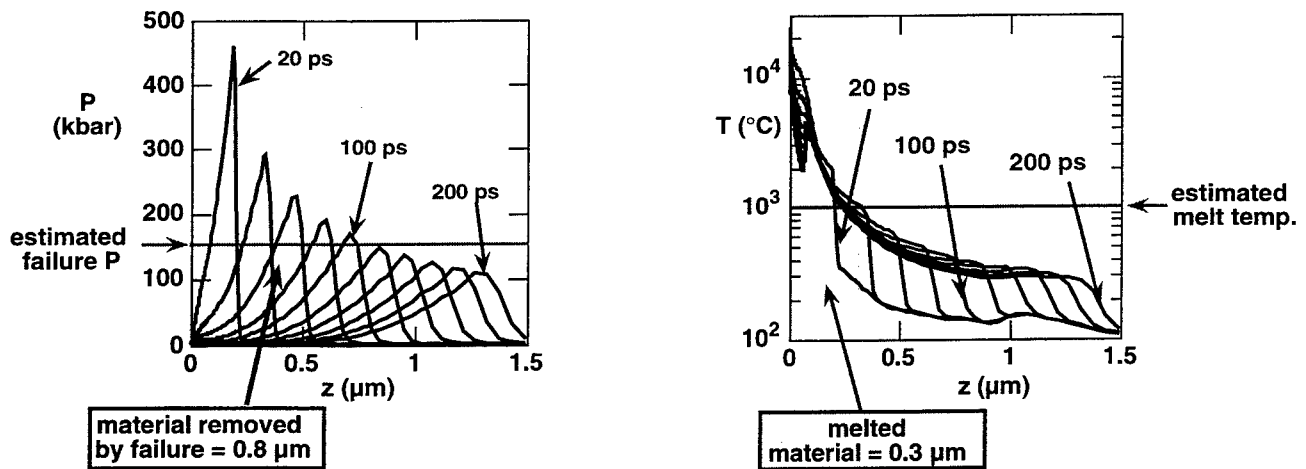 500
400
300
200
100
0
P
(kbar)
20 ps
100 ps
200 ps
estimated
failure P
0
0.5
1
1.5
z (µm)
material removed
by failure = 0.8 µm
10⁴
10³
10²
T (°C)
20 ps
100 ps
200 ps
estimated
melt temp.
0
0.5
1
1.5
z (µm)
melted
material = 0.3 µm